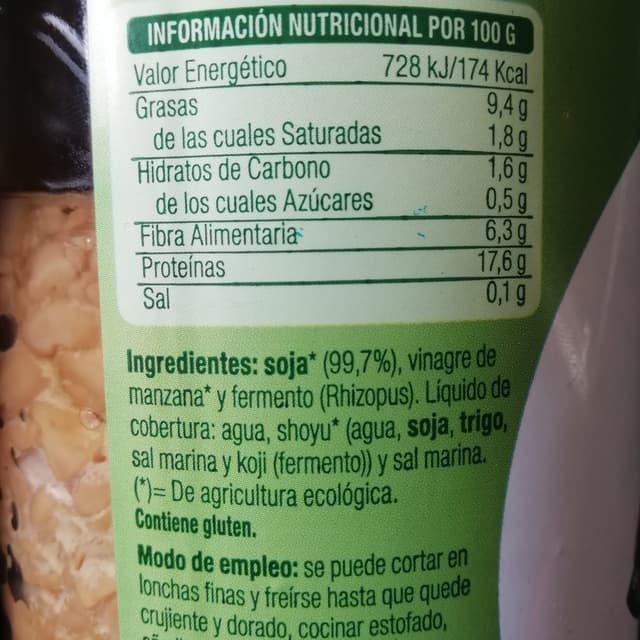 INFORMACIÓN NUTRICIONAL POR 100 G
Valor Energético 728 kJ/174 Kcal
Grasas 9,4 g
de las cuales Saturadas 1,8 g
Hidratos de Carbono 1,6 g
de los cuales Azúcares 0,5 g
Fibra Alimentaria 6,3 g
Proteínas 17,6 g
Sal 0,1 g
Ingredientes: soja* (99,7%), vinagre de
manzana* y fermento (Rhizopus). Líquido de
cobertura: agua, shoyu* (agua, soja, trigo,
sal marina y koji (fermento)) y sal marina.
(*)= De agricultura ecológica.
Contiene gluten.
Modo de empleo: se puede cortar en
lonchas finas y freírse hasta que quede
crujiente y dorado, cocinar estofado,